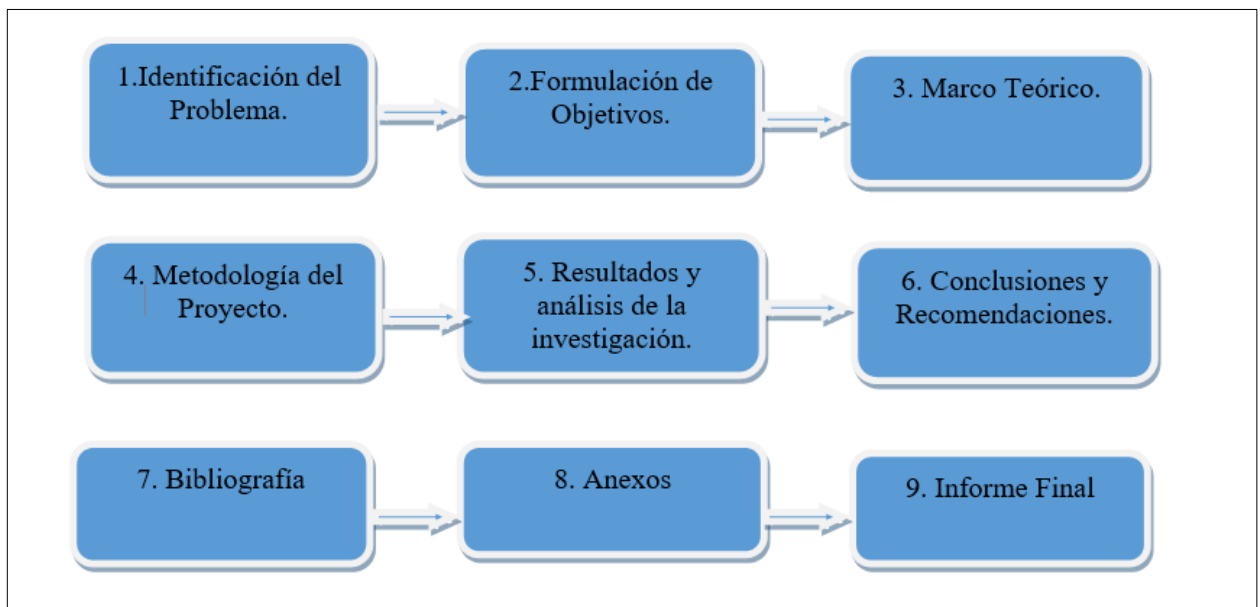 1.Identificación del
Problema.
2.Formulación de
Objetivos.
3. Marco Teórico.
4. Metodología del
Proyecto.
5. Resultados y
análisis de la
investigación.
6. Conclusiones y
Recomendaciones.
7. Bibliografía
8. Anexos
9. Informe Final